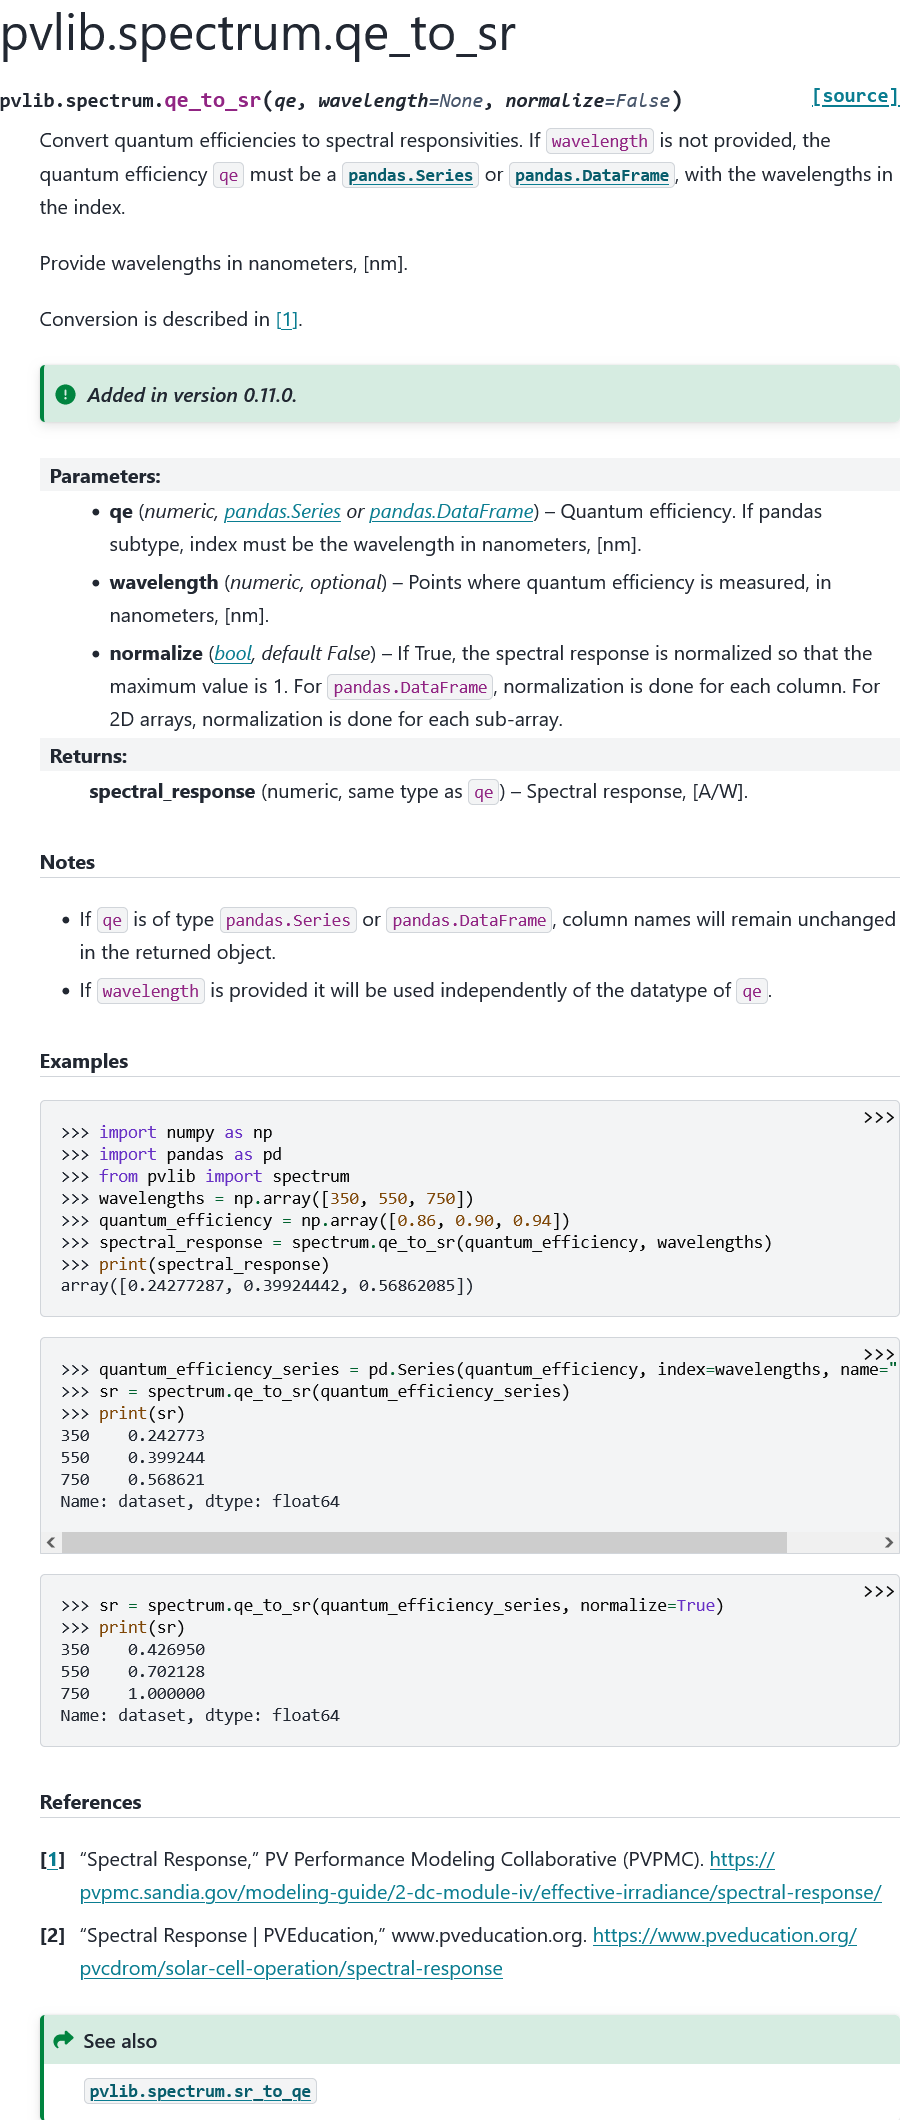 pvlib.spectrum.qe_to_sr
pvlib.spectrum.qe_to_sr(qe, wavelength=None, normalize=False) [source]
Convert quantum efficiencies to spectral responsivities. If wavelength is not provided, the
quantum efficiency qe must be a pandas.Series or pandas.DataFrame, with the wavelengths in
the index.
Provide wavelengths in nanometers, [nm].
Conversion is described in [1].
Added in version 0.11.0.
Parameters:
• qe (numeric, pandas.Series or pandas.DataFrame) – Quantum efficiency. If pandas
subtype, index must be the wavelength in nanometers, [nm].
• wavelength (numeric, optional) – Points where quantum efficiency is measured, in
nanometers, [nm].
• normalize (bool, default False) – If True, the spectral response is normalized so that the
maximum value is 1. For pandas.DataFrame, normalization is done for each column. For
2D arrays, normalization is done for each sub-array.
Returns:
spectral_response (numeric, same type as qe) – Spectral response, [A/W].
Notes
• If qe is of type pandas.Series or pandas.DataFrame, column names will remain unchanged
in the returned object.
• If wavelength is provided it will be used independently of the datatype of qe.
Examples
>>>
>>> import numpy as np
>>> import pandas as pd
>>> from pvlib import spectrum
>>> wavelengths = np.array([350, 550, 750])
>>> quantum_efficiency = np.array([0.86, 0.90, 0.94])
>>> spectral_response = spectrum.qe_to_sr(quantum_efficiency, wavelengths)
>>> print(spectral_response)
array([0.24277287, 0.39924442, 0.56862085])
>>>
>>> quantum_efficiency_series = pd.Series(quantum_efficiency, index=wavelengths, name="
>>> sr = spectrum.qe_to_sr(quantum_efficiency_series)
>>> print(sr)
350    0.242773
550    0.399244
750    0.568621
Name: dataset, dtype: float64
>>>
>>> sr = spectrum.qe_to_sr(quantum_efficiency_series, normalize=True)
>>> print(sr)
350    0.426950
550    0.702128
750    1.000000
Name: dataset, dtype: float64
References
[1] “Spectral Response,” PV Performance Modeling Collaborative (PVPMC). https://
pvpmc.sandia.gov/modeling-guide/2-dc-module-iv/effective-irradiance/spectral-response/
[2] “Spectral Response | PVEducation,” www.pveducation.org. https://www.pveducation.org/
pvcdrom/solar-cell-operation/spectral-response
See also
pvlib.spectrum.sr_to_qe